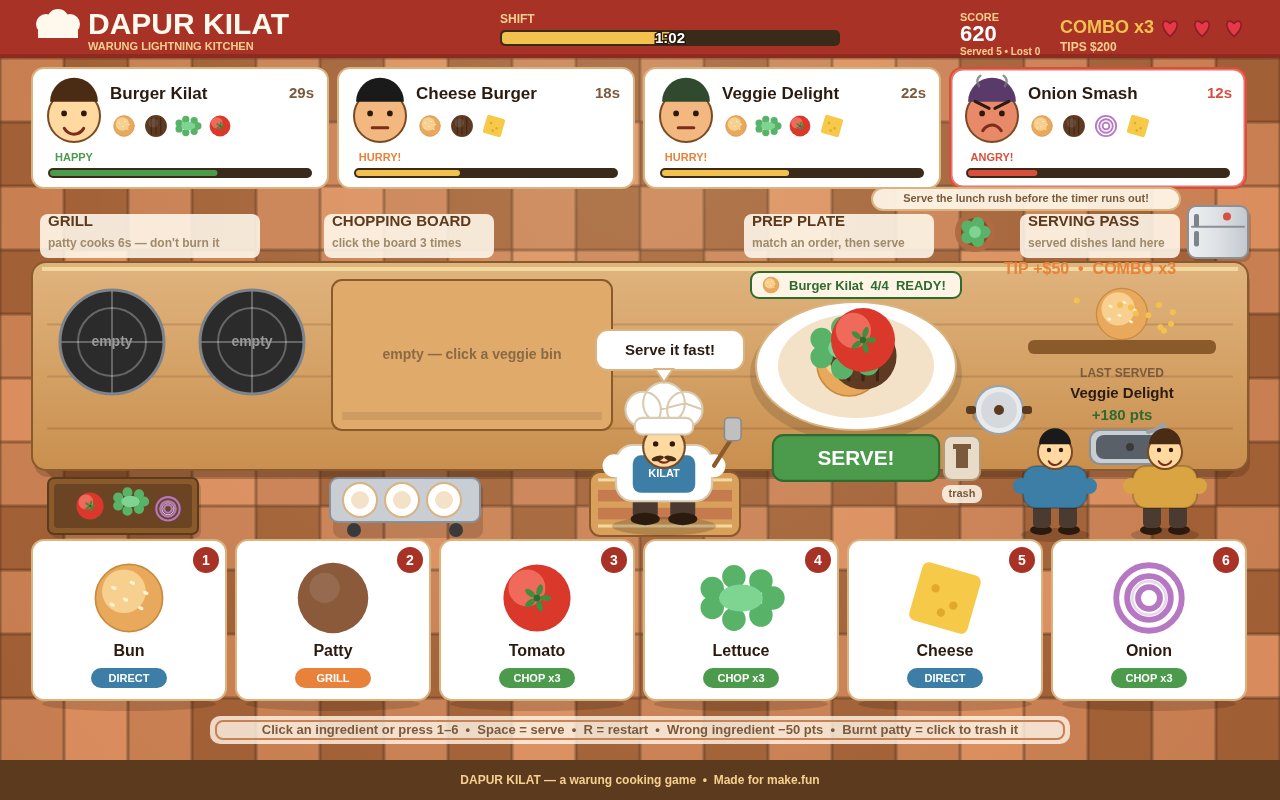 DAPUR KILAT
WARUNG LIGHTNING KITCHEN
SHIFT
1:02
SCORE
620
Served 5 • Lost 0
COMBO x3
TIPS $200
Burger Kilat 29s
HAPPY
Cheese Burger 18s
HURRY!
Veggie Delight 22s
HURRY!
Onion Smash 12s
ANGRY!
Serve the lunch rush before the timer runs out!
GRILL
patty cooks 6s — don't burn it
CHOPPING BOARD
click the board 3 times
PREP PLATE
match an order, then serve
SERVING PASS
served dishes land here
TIP +$50 • COMBO x3
Burger Kilat 4/4 READY!
empty
empty
empty — click a veggie bin
Serve it fast!
LAST SERVED
Veggie Delight
+180 pts
SERVE!
KILAT
trash
1
Bun
DIRECT
2
Patty
GRILL
3
Tomato
CHOP x3
4
Lettuce
CHOP x3
5
Cheese
DIRECT
6
Onion
CHOP x3
Click an ingredient or press 1–6 • Space = serve • R = restart • Wrong ingredient −50 pts • Burnt patty = click to trash it
DAPUR KILAT — a warung cooking game • Made for make.fun